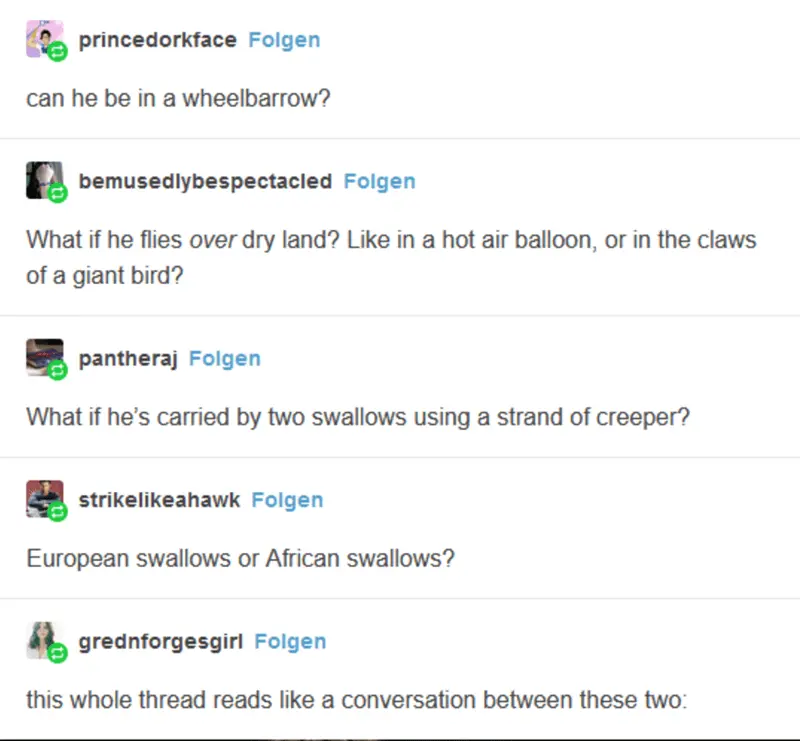 princedorkface Folgen
can he be in a wheelbarrow?
bemusedlybespectacled Folgen
What if he flies over dry land? Like in a hot air balloon, or in the claws
of a giant bird?
pantheraj Folgen
What if he’s carried by two swallows using a strand of creeper?
strikelikeahawk Folgen
European swallows or African swallows?
grednforgesgirl Folgen
this whole thread reads like a conversation between these two: